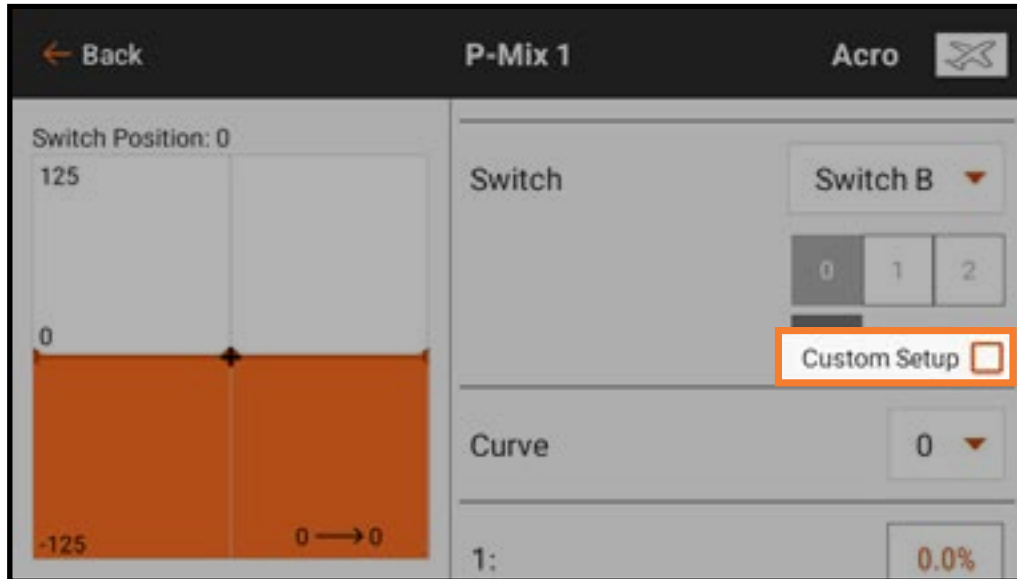 Back
P-Mix 1
Acro
Switch Position: 0
125
0
-125
0 → 0
Switch
Switch B
0 1 2
Custom Setup
Curve
0
1:
0.0%